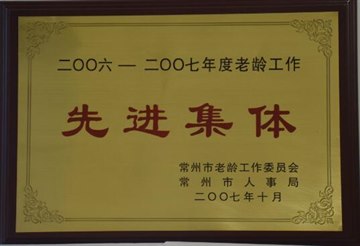 二〇〇六 — 二〇〇七年度老龄工作
先进集体
常州市老龄工作委员会
常州市人事局
二〇〇七年十月